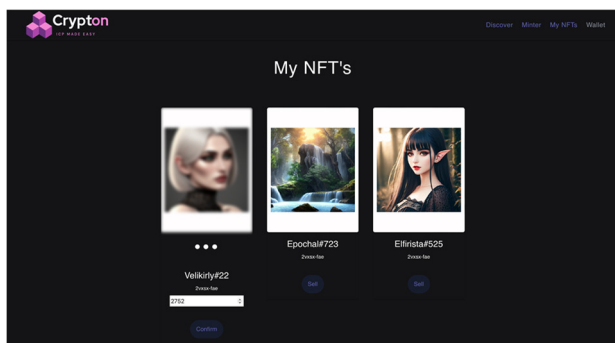 Crypton
ICP MADE EASY
Discover Minter My NFTs Wallet
My NFT's
Velikirly#22
2vxsx-fae
2752
Confirm
Epochal#723
2vxsx-fae
Sell
Elfirista#525
2vxsx-fae
Sell